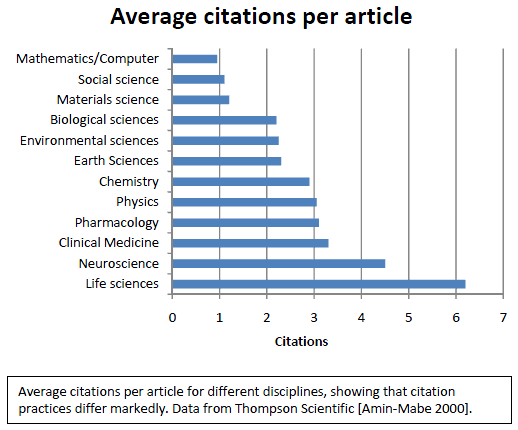 Average citations per article
Mathematics/Computer
Social science
Materials science
Biological sciences
Environmental sciences
Earth Sciences
Chemistry
Physics
Pharmacology
Clinical Medicine
Neuroscience
Life sciences
0 1 2 3 4 5 6 7
Citations
Average citations per article for different disciplines, showing that citation
practices differ markedly. Data from Thompson Scientific [Amin-Mabe 2000].